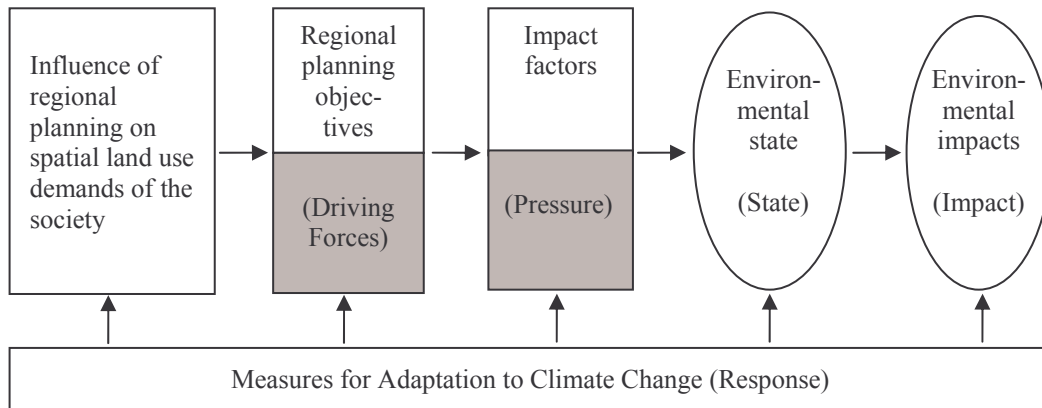 Influence of
regional
planning on
spatial land use
demands of the
society
Regional
planning
objec-
tives
(Driving
Forces)
Impact
factors
(Pressure)
Environ-
mental
state
(State)
Environ-
mental
impacts
(Impact)
Measures for Adaptation to Climate Change (Response)